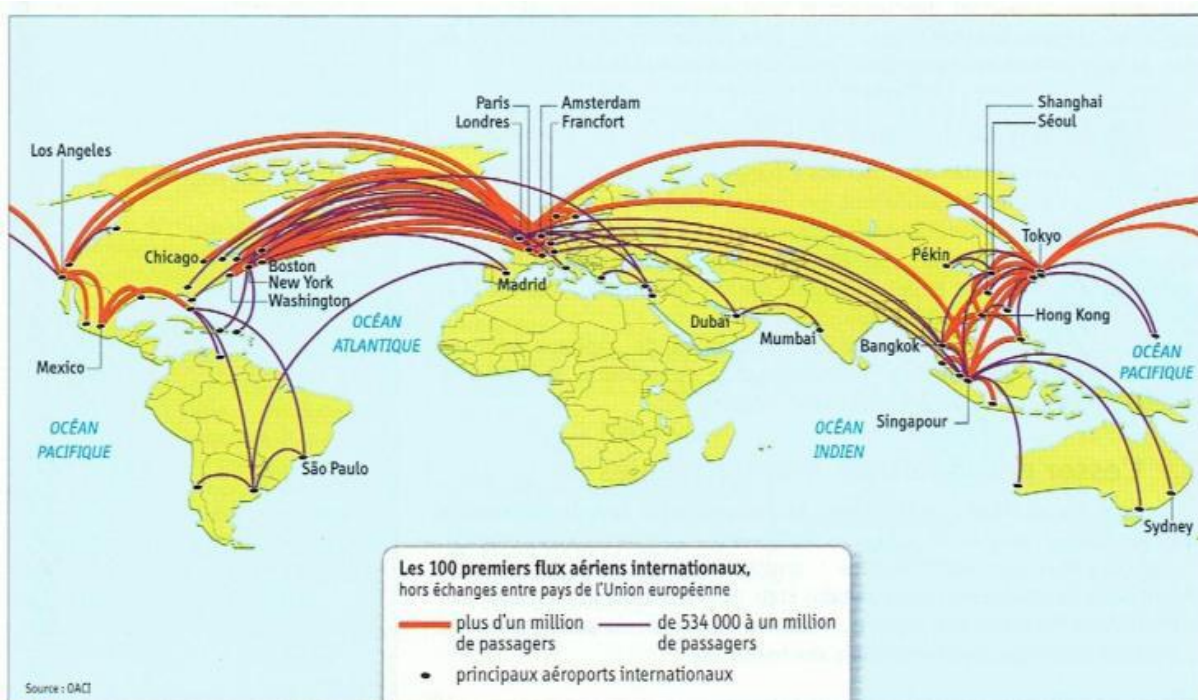 Paris
Londres
Amsterdam
Francfort
Shanghai
Séoul
Los Angeles
Chicago
Boston
New York
Washington
Madrid
Pékin
Tokyo
Dubaï
Mumbaï
Bangkok
Hong Kong
Mexico
OCÉAN
ATLANTIQUE
OCÉAN
PACIFIQUE
OCÉAN
PACIFIQUE
OCÉAN
INDIEN
Singapour
São Paulo
Sydney
Les 100 premiers flux aériens internationaux,
hors échanges entre pays de l'Union européenne
plus d'un million
de passagers
de 534 000 à un million
de passagers
principaux aéroports internationaux
Source : OACI